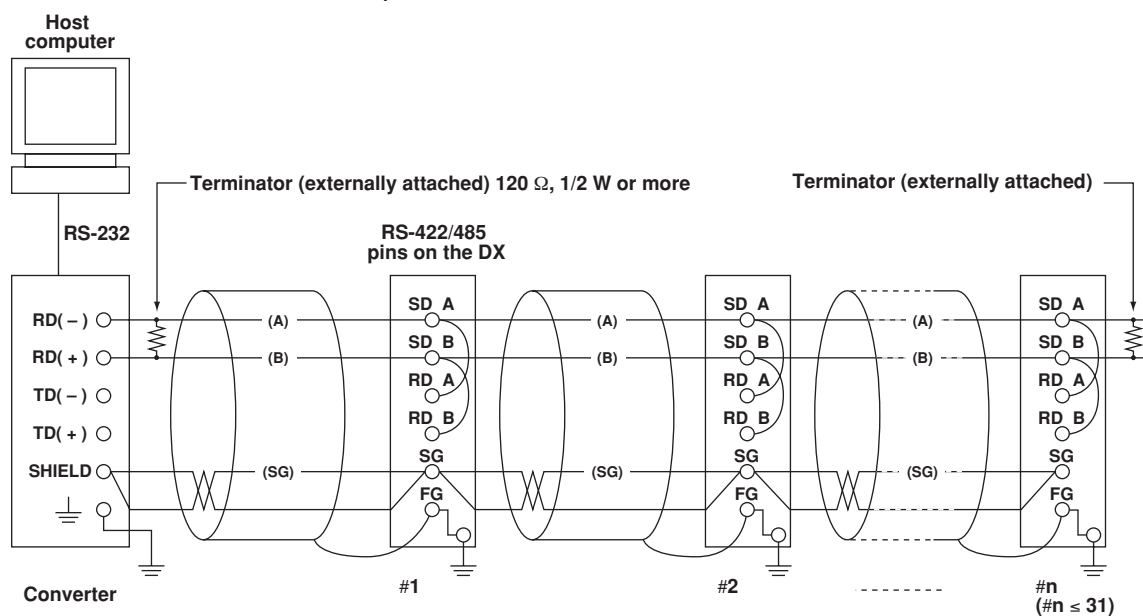 Host
computer
Terminator (externally attached) 120 Ω, 1/2 W or more
Terminator (externally attached)
RS-232
RS-422/485
pins on the DX
RD( – )
RD( + )
TD( – )
TD( + )
SHIELD
(A)
(B)
(SG)
SD A
SD B
RD A
RD B
SG
FG
(A)
(B)
(SG)
SD A
SD B
RD A
RD B
SG
FG
(A)
(B)
(SG)
SD A
SD B
RD A
RD B
SG
FG
Converter
#1
#2
#n
(#n ≤ 31)